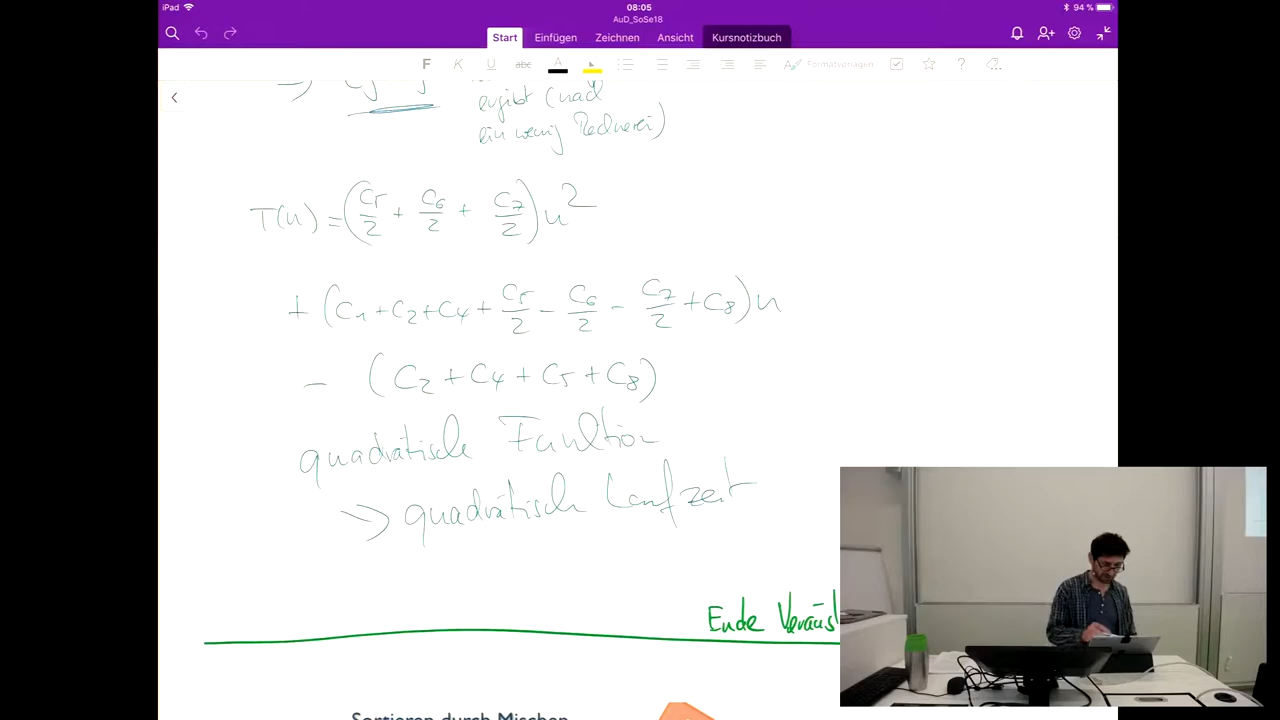 iPad 08:05 94 %
AuD_SoSe18
Start Einfügen Zeichnen Ansicht Kursnotizbuch
F K U abc A A Formatvorlagen ?
ergibt (nach
ein wenig Rechnerei)
T(n) = (C5/2 + C6/2 + C7/2) n²
+ (C1 + C2 + C4 + C5/2 - C6/2 - C7/2 + C8) n
- (C2 + C4 + C5 + C8)
quadratische Funktion
=> quadratisch Laufzeit
Ende Veranst
Sortieren durch Mischen